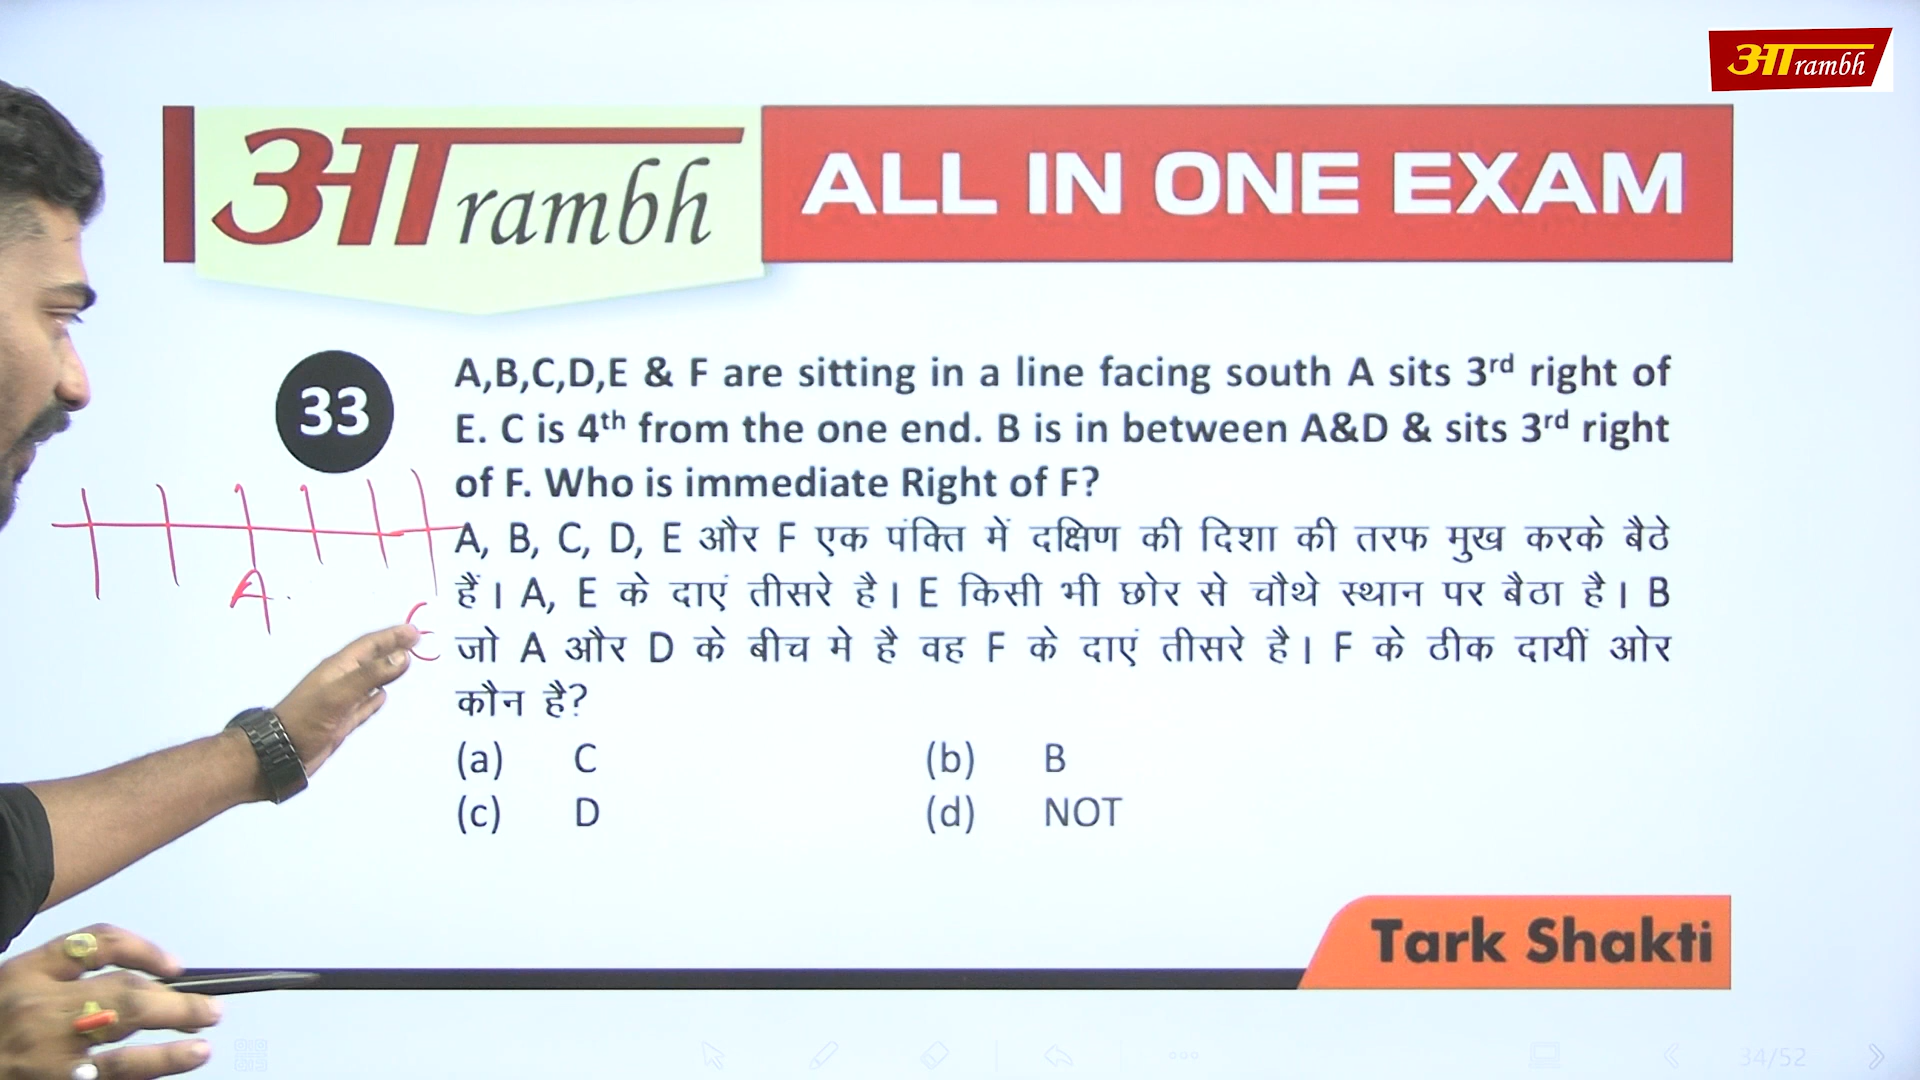 आrambh
आrambh ALL IN ONE EXAM
33
A,B,C,D,E & F are sitting in a line facing south A sits 3rd right of
E. C is 4th from the one end. B is in between A&D & sits 3rd right
of F. Who is immediate Right of F?
A, B, C, D, E और F एक पंक्ति में दक्षिण की दिशा की तरफ मुख करके बैठे
हैं। A, E के दाएं तीसरे है। E किसी भी छोर से चौथे स्थान पर बैठा है। B
जो A और D के बीच मे है वह F के दाएं तीसरे है। F के ठीक दायीं ओर
कौन है?
A.
E
(a) C (b) B
(c) D (d) NOT
Tark Shakti
34/52